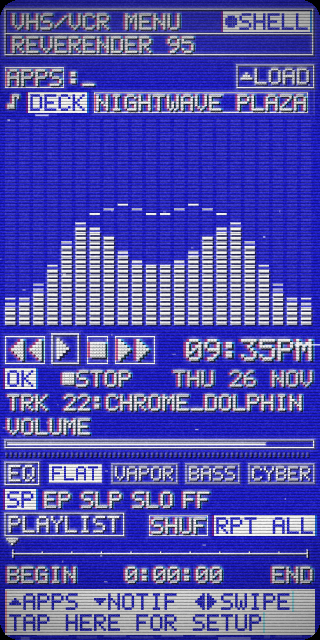 VHS/VCR MENU ●SHELL
REVERENDER 95
APPS:_ ▲LOAD
♪ DECK NIGHTWAVE PLAZA
09:35PM
OK ■STOP THU 26 NOV
TRK 22:CHROME_DOLPHIN
VOLUME
EQ FLAT VAPOR BASS CYBER
SP EP SLP SLO FF
PLAYLIST SHUF RPT ALL
BEGIN 0:00:00 END
▲APPS ▼NOTIF ◀▶SWIPE
TAP HERE FOR SETUP